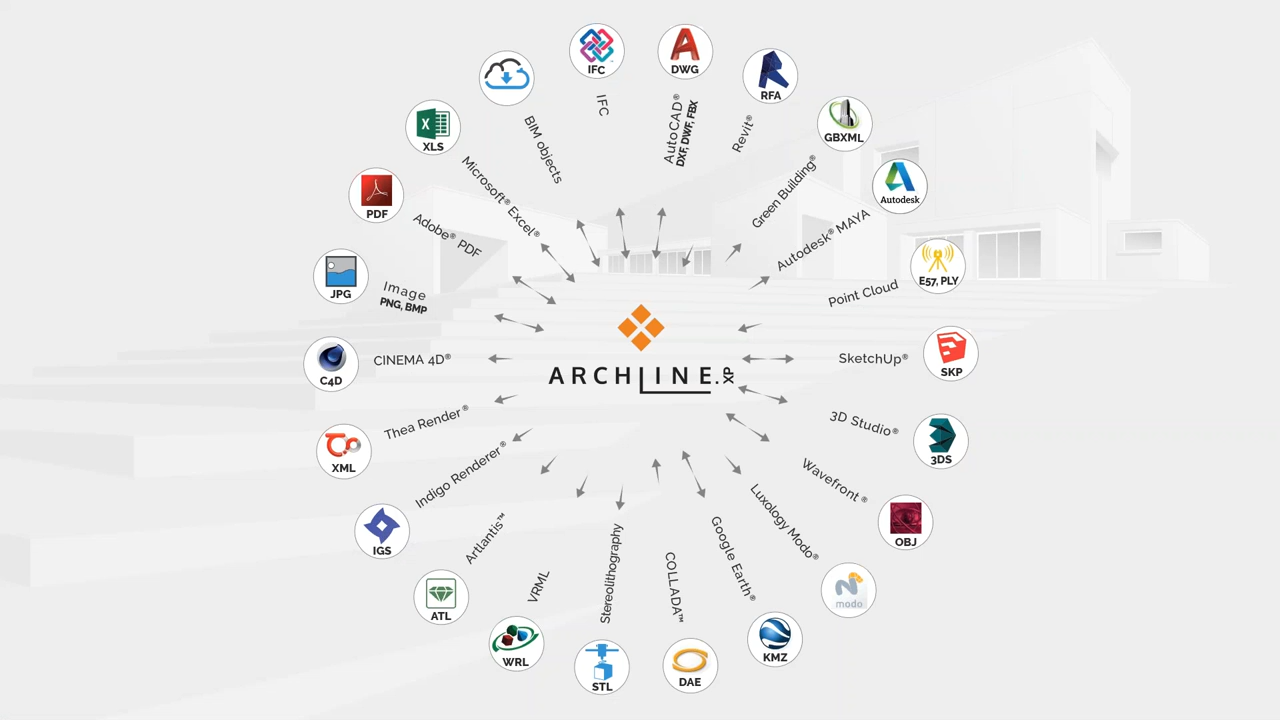 IFC
IFC
DWG
AutoCAD®
DXF, DWF, FBX
RFA
Revit®
GBXML
Green Building®
Autodesk
Autodesk® MAYA
E57, PLY
Point Cloud
SKP
SketchUp®
3DS
3D Studio®
OBJ
Wavefront ®
modo
Luxology Modo®
KMZ
Google Earth®
DAE
COLLADA™
STL
Stereolithography
WRL
VRML
ATL
Artlantis™
IGS
Indigo Renderer®
XML
Thea Render®
C4D
CINEMA 4D®
JPG
Image
PNG, BMP
PDF
Adobe® PDF
XLS
Microsoft® Excel®
BIM objects
ARCHLINE.XP